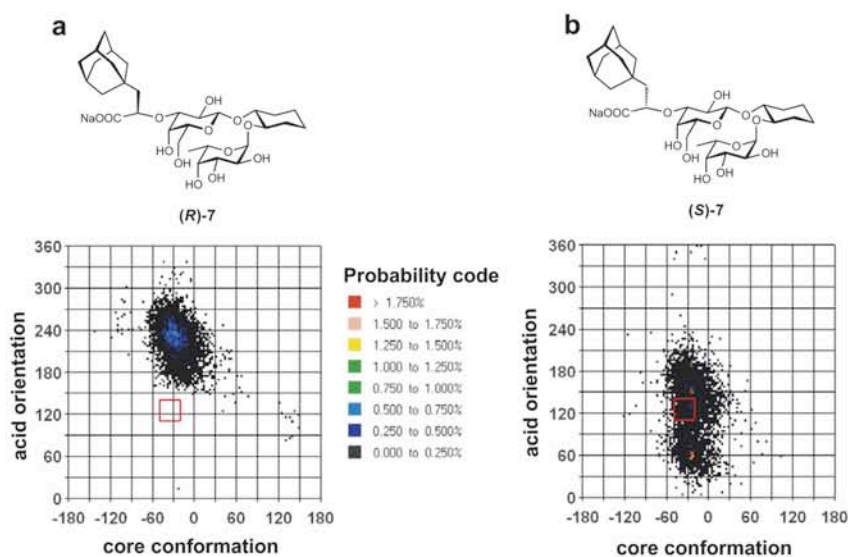 a
NaOOC
O
OH
O
O
O
O
OH
OH
O
OH
OH
OH
(R)-7
b
NaOOC
O
OH
O
O
O
O
OH
OH
O
OH
OH
OH
(S)-7
acid orientation
360
300
240
180
120
60
0
-180 -120 -60 0 60 120 180
core conformation
Probability code
> 1.750%
1.500 to 1.750%
1.250 to 1.500%
1.000 to 1.250%
0.750 to 1.000%
0.500 to 0.750%
0.250 to 0.500%
0.000 to 0.250%
acid orientation
360
300
240
180
120
60
0
-180 -120 -60 0 60 120 180
core conformation